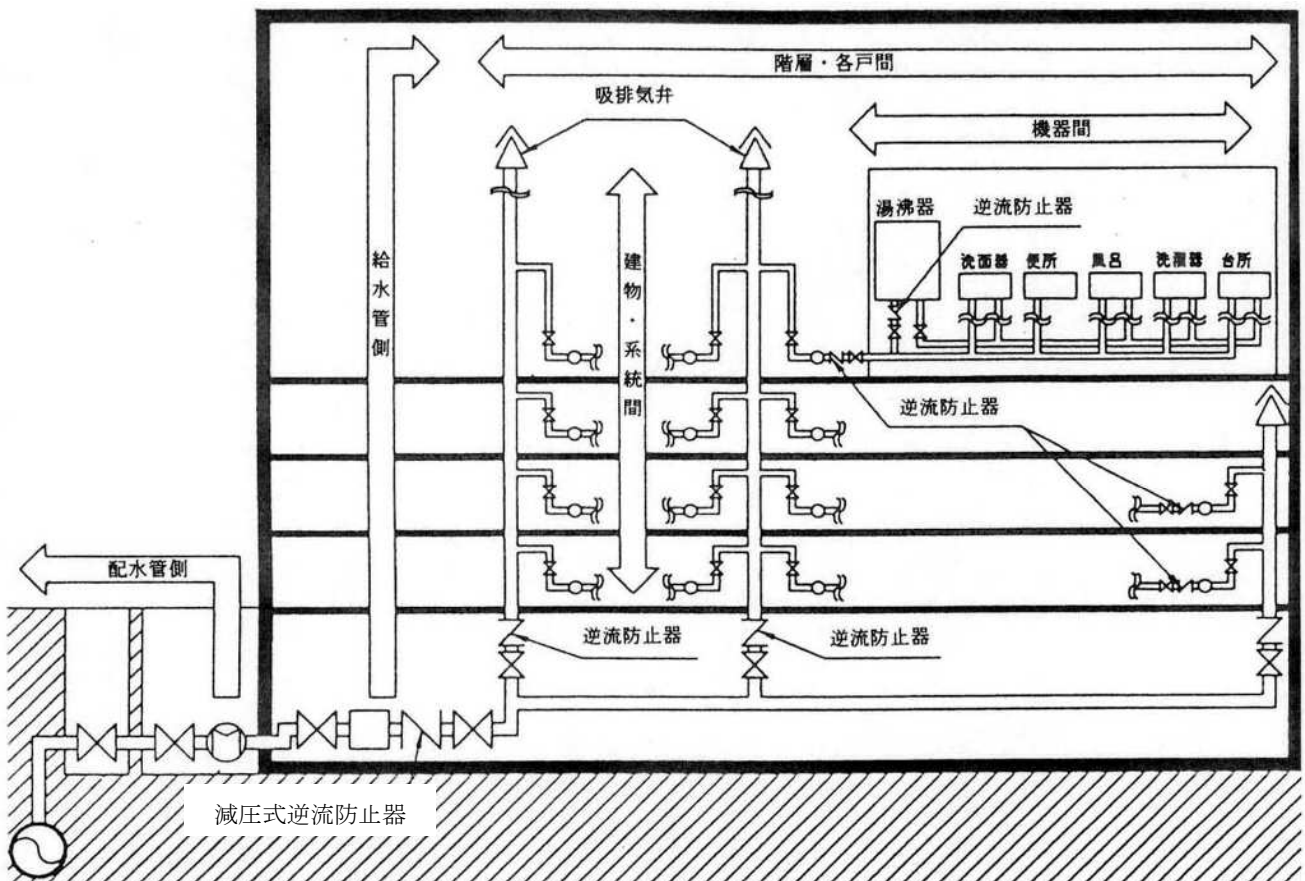 階層・各戸間
吸排気弁
機器間
湯沸器
逆流防止器
洗面器
便所
風呂
洗濯器
台所
給水管側
建物・系統間
逆流防止器
配水管側
逆流防止器
逆流防止器
減圧式逆流防止器